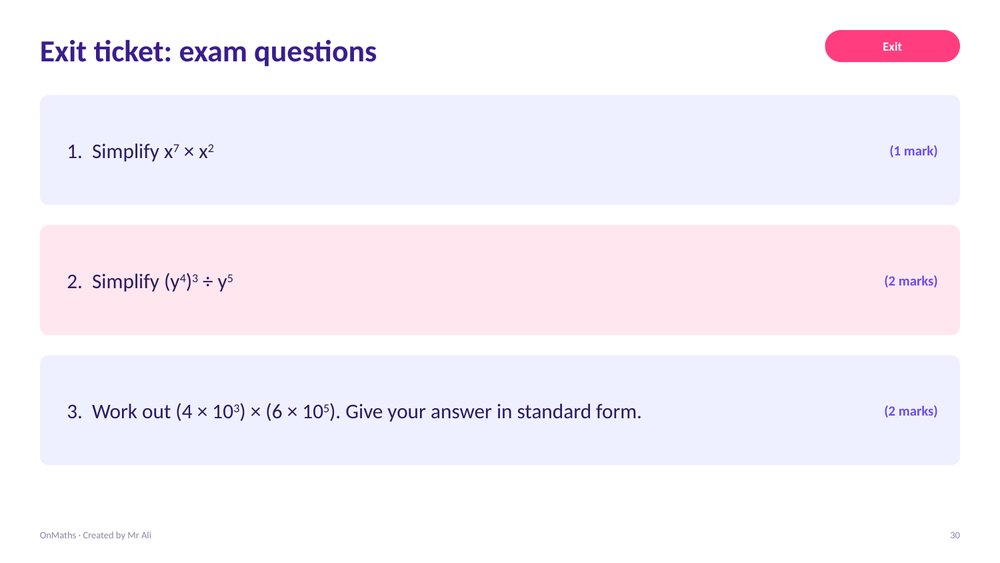 Exit ticket: exam questions
Exit
1. Simplify x⁷ × x² (1 mark)
2. Simplify (y⁴)³ ÷ y⁵ (2 marks)
3. Work out (4 × 10³) × (6 × 10⁵). Give your answer in standard form. (2 marks)
OnMaths · Created by Mr Ali 30